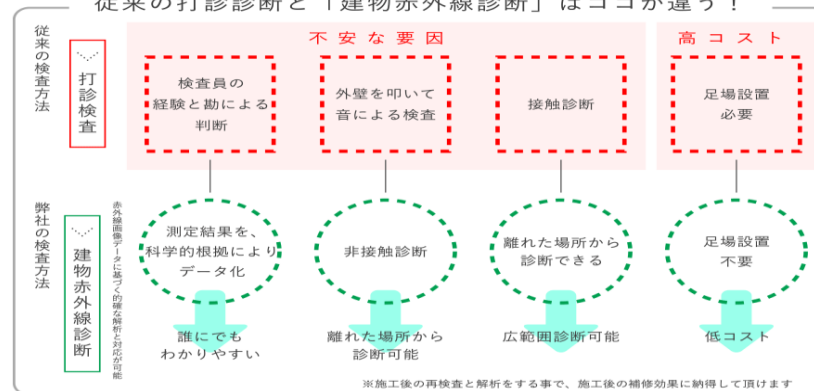 従来の打診診断と「建物赤外線診断」はココが違う！
従来の検査方法
打診検査
不安な要因
高コスト
検査員の
経験と勘による
判断
外壁を叩いて
音による検査
接触診断
足場設置
必要
弊社の検査方法
建物赤外線診断
赤外線画像データに基づく的確な解析と対応が可能
測定結果を、
科学的根拠により
データ化
非接触診断
離れた場所から
診断できる
足場設置
不要
誰にでも
わかりやすい
離れた場所から
診断可能
広範囲診断可能
低コスト
※施工後の再検査と解析をする事で、施工後の補修効果に納得して頂けます